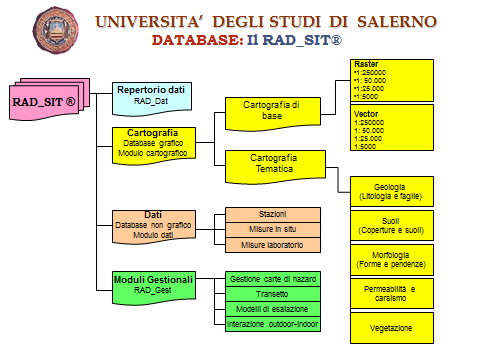 UNIVERSITA’ DEGLI STUDI DI SALERNO
DATABASE: Il RAD_SIT®
RAD_SIT ®
Repertorio dati
RAD_Dat
Cartografia
Database grafico
Modulo cartografico
Dati
Database non grafico
Modulo dati
Moduli Gestionali
RAD_Gest
Cartografia di
base
Cartografia
Tematica
Stazioni
Misure in situ
Misure laboratorio
Gestione carte di hazard
Transetto
Modelli di esalazione
Interazione outdoor-indoor
Raster
•1:250000
•1: 50.000
•1:25.000
•1:5000
Vector
1:250000
1: 50.000
1:25.000
1:5000
Geologia
(Litologia e faglie)
Suoli
(Coperture e suoli)
Morfologia
(Forme e pendenze)
Permeabilità e
carsismo
Vegetazione